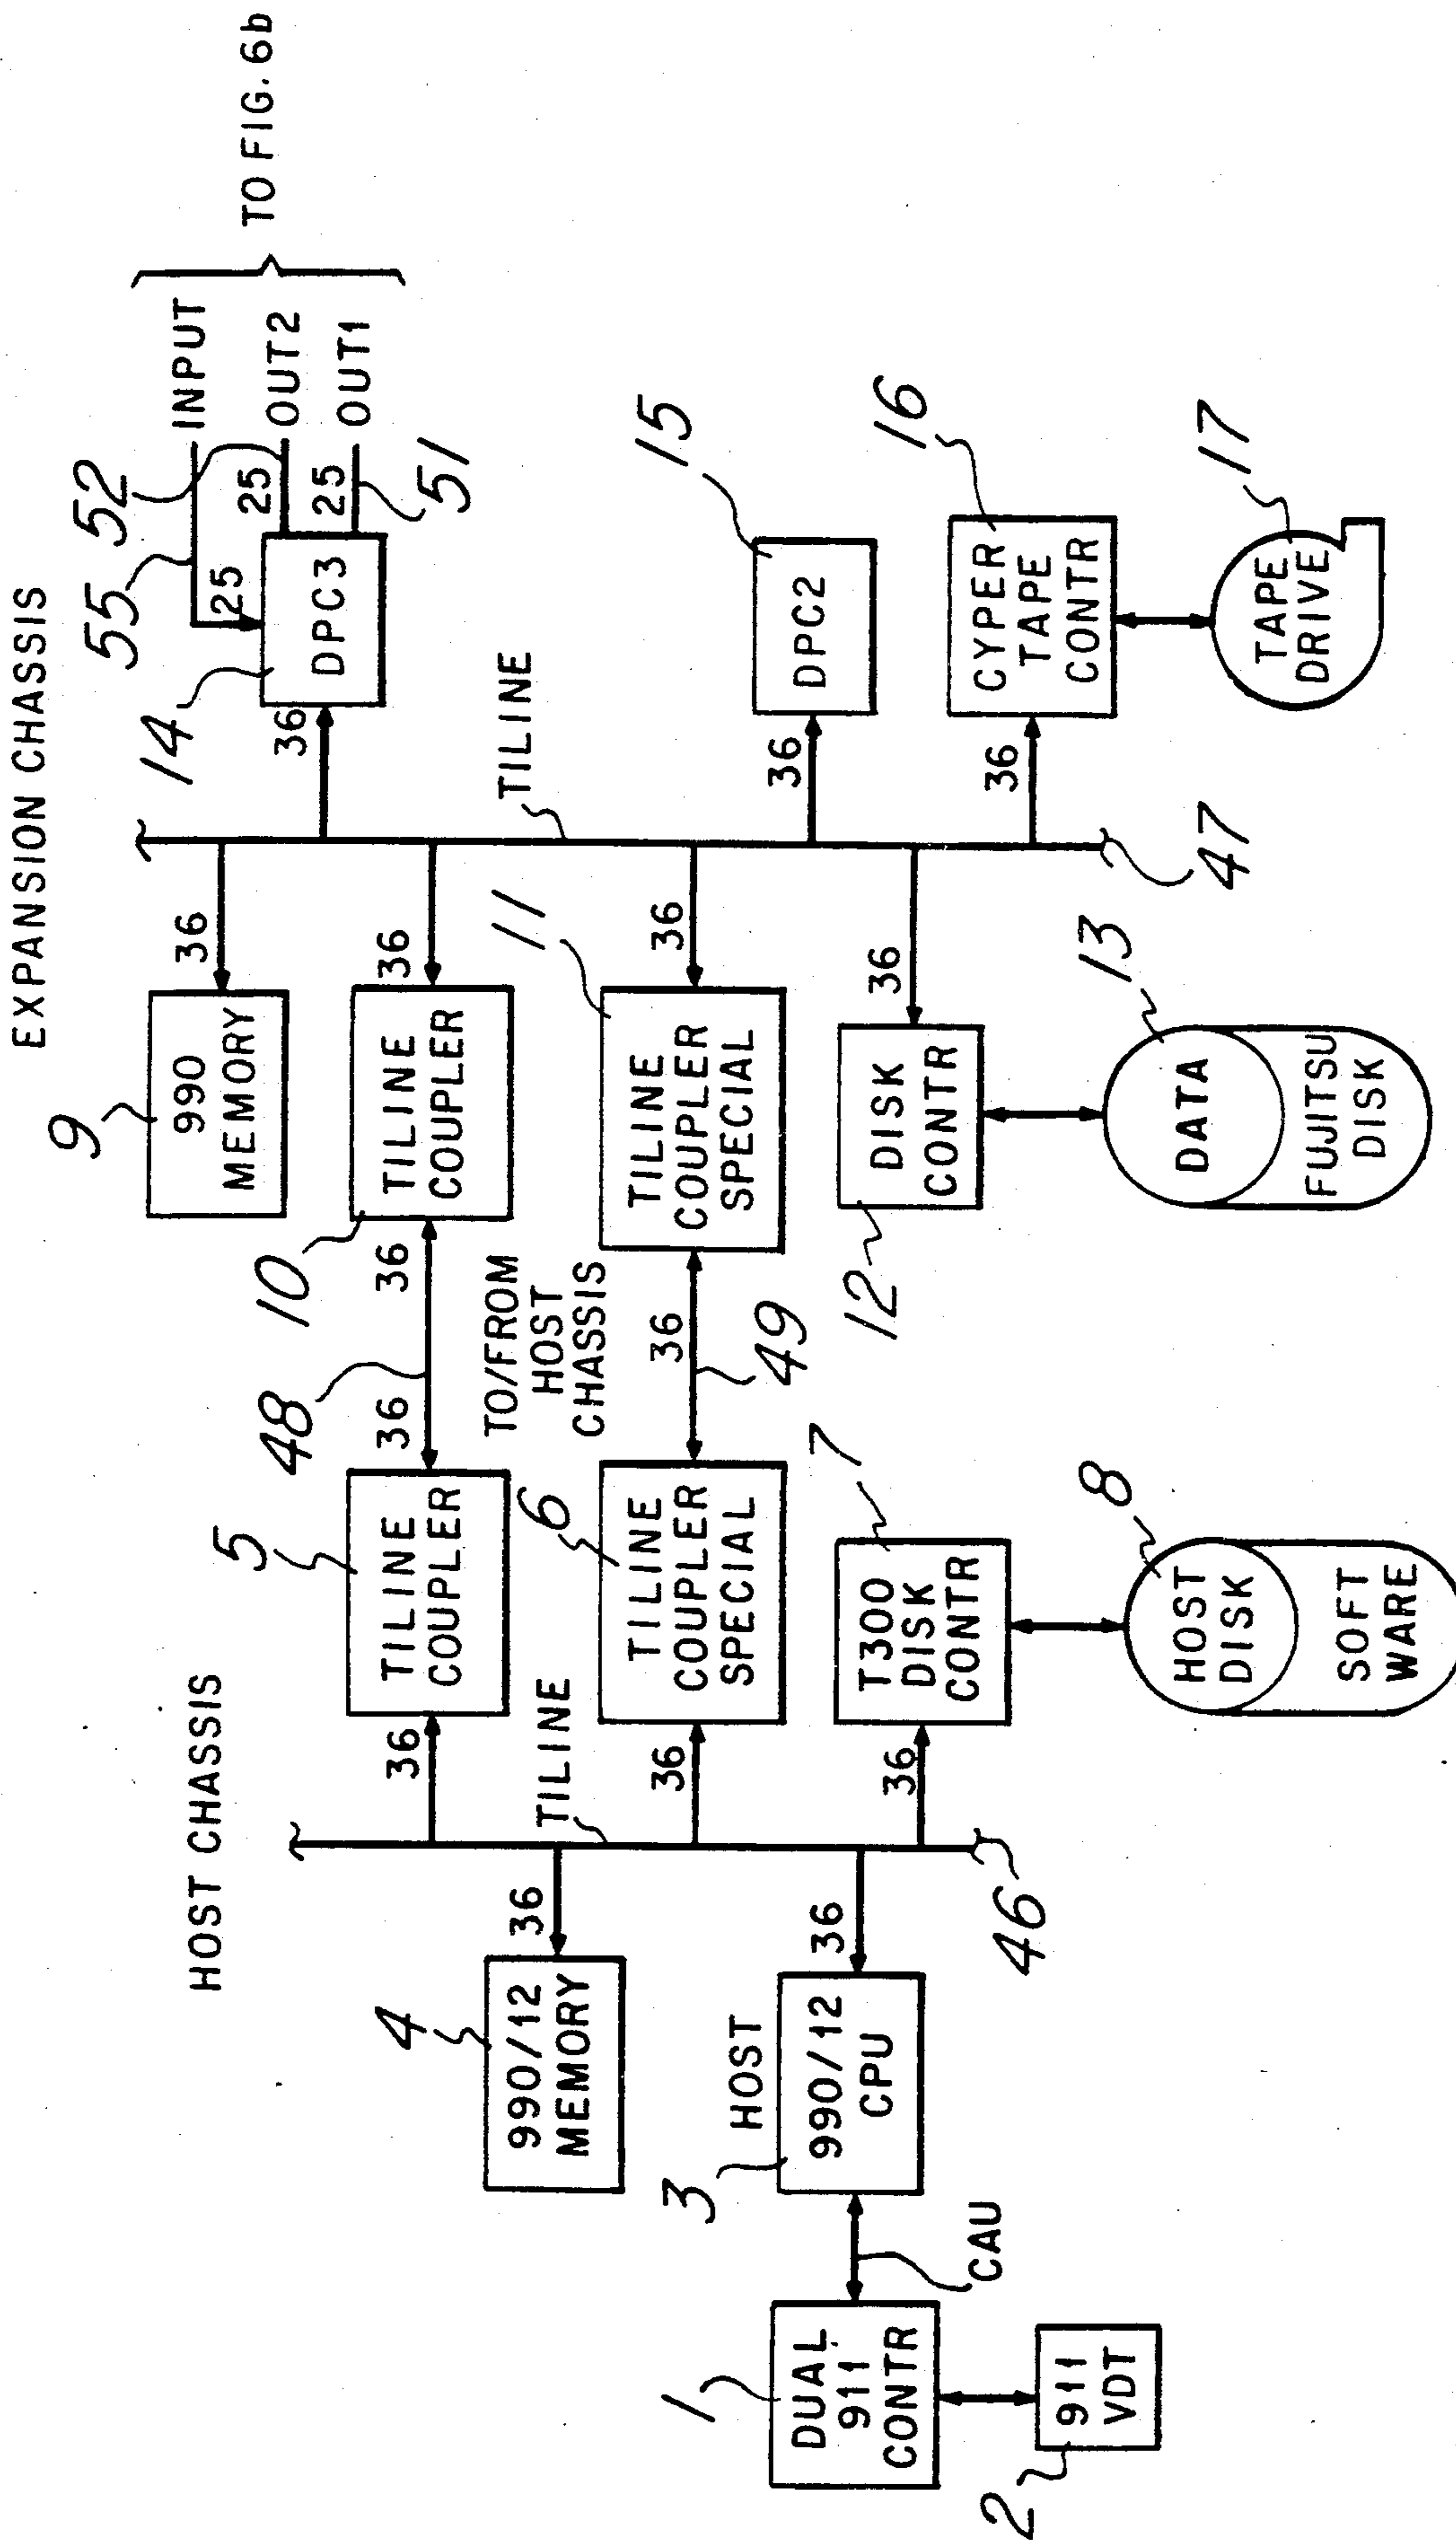 HOST CHASSIS
EXPANSION CHASSIS
1
DUAL
911
CONTR
2
911
VDT
CAU
HOST
3
990/12
CPU
36
4
990/12
MEMORY
36
TILINE
46
36
5
TILINE
COUPLER
36
6
TILINE
COUPLER
SPECIAL
36
7
T300
DISK
CONTR
8
HOST
DISK
SOFT
WARE
36
48
36
TO/FROM
HOST
CHASSIS
36
49
9
990
MEMORY
36
10
TILINE
COUPLER
36
11
TILINE
COUPLER
SPECIAL
36
12
DISK
CONTR
36
13
DATA
FUJITSU
DISK
TILINE
47
14
36
DPC3
55
25
INPUT
52
25
OUT2
25
OUT1
51
TO FIG. 6b
15
36
DPC2
16
36
CYPER
TAPE
CONTR
17
TAPE
DRIVE